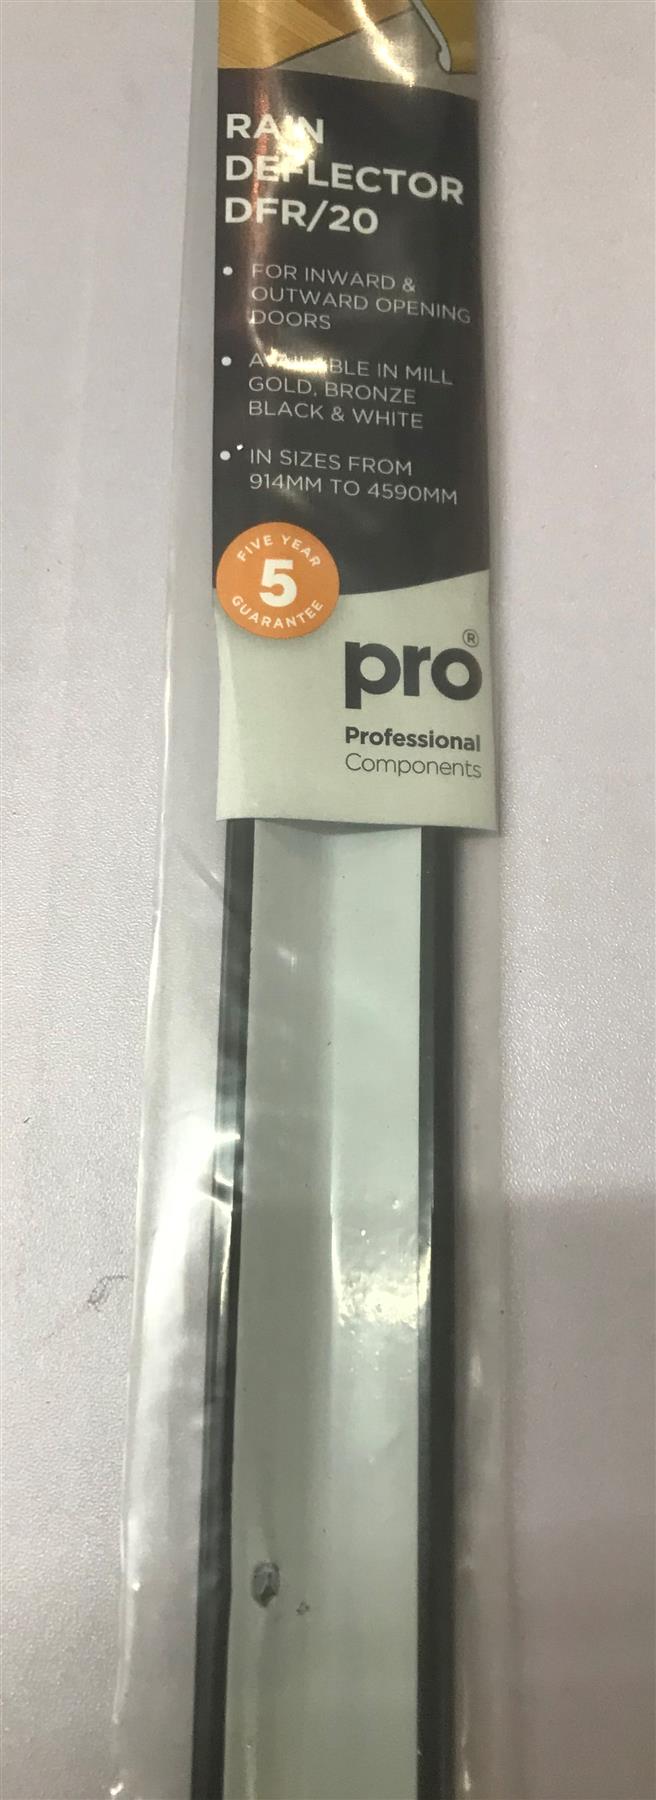 RAIN
DEFLECTOR
DFR/20
• FOR INWARD &
OUTWARD OPENING
DOORS
• AVAILABLE IN MILL
GOLD, BRONZE
BLACK & WHITE
• IN SIZES FROM
914MM TO 4590MM
FIVE YEAR
5
GUARANTEE
pro®
Professional
Components